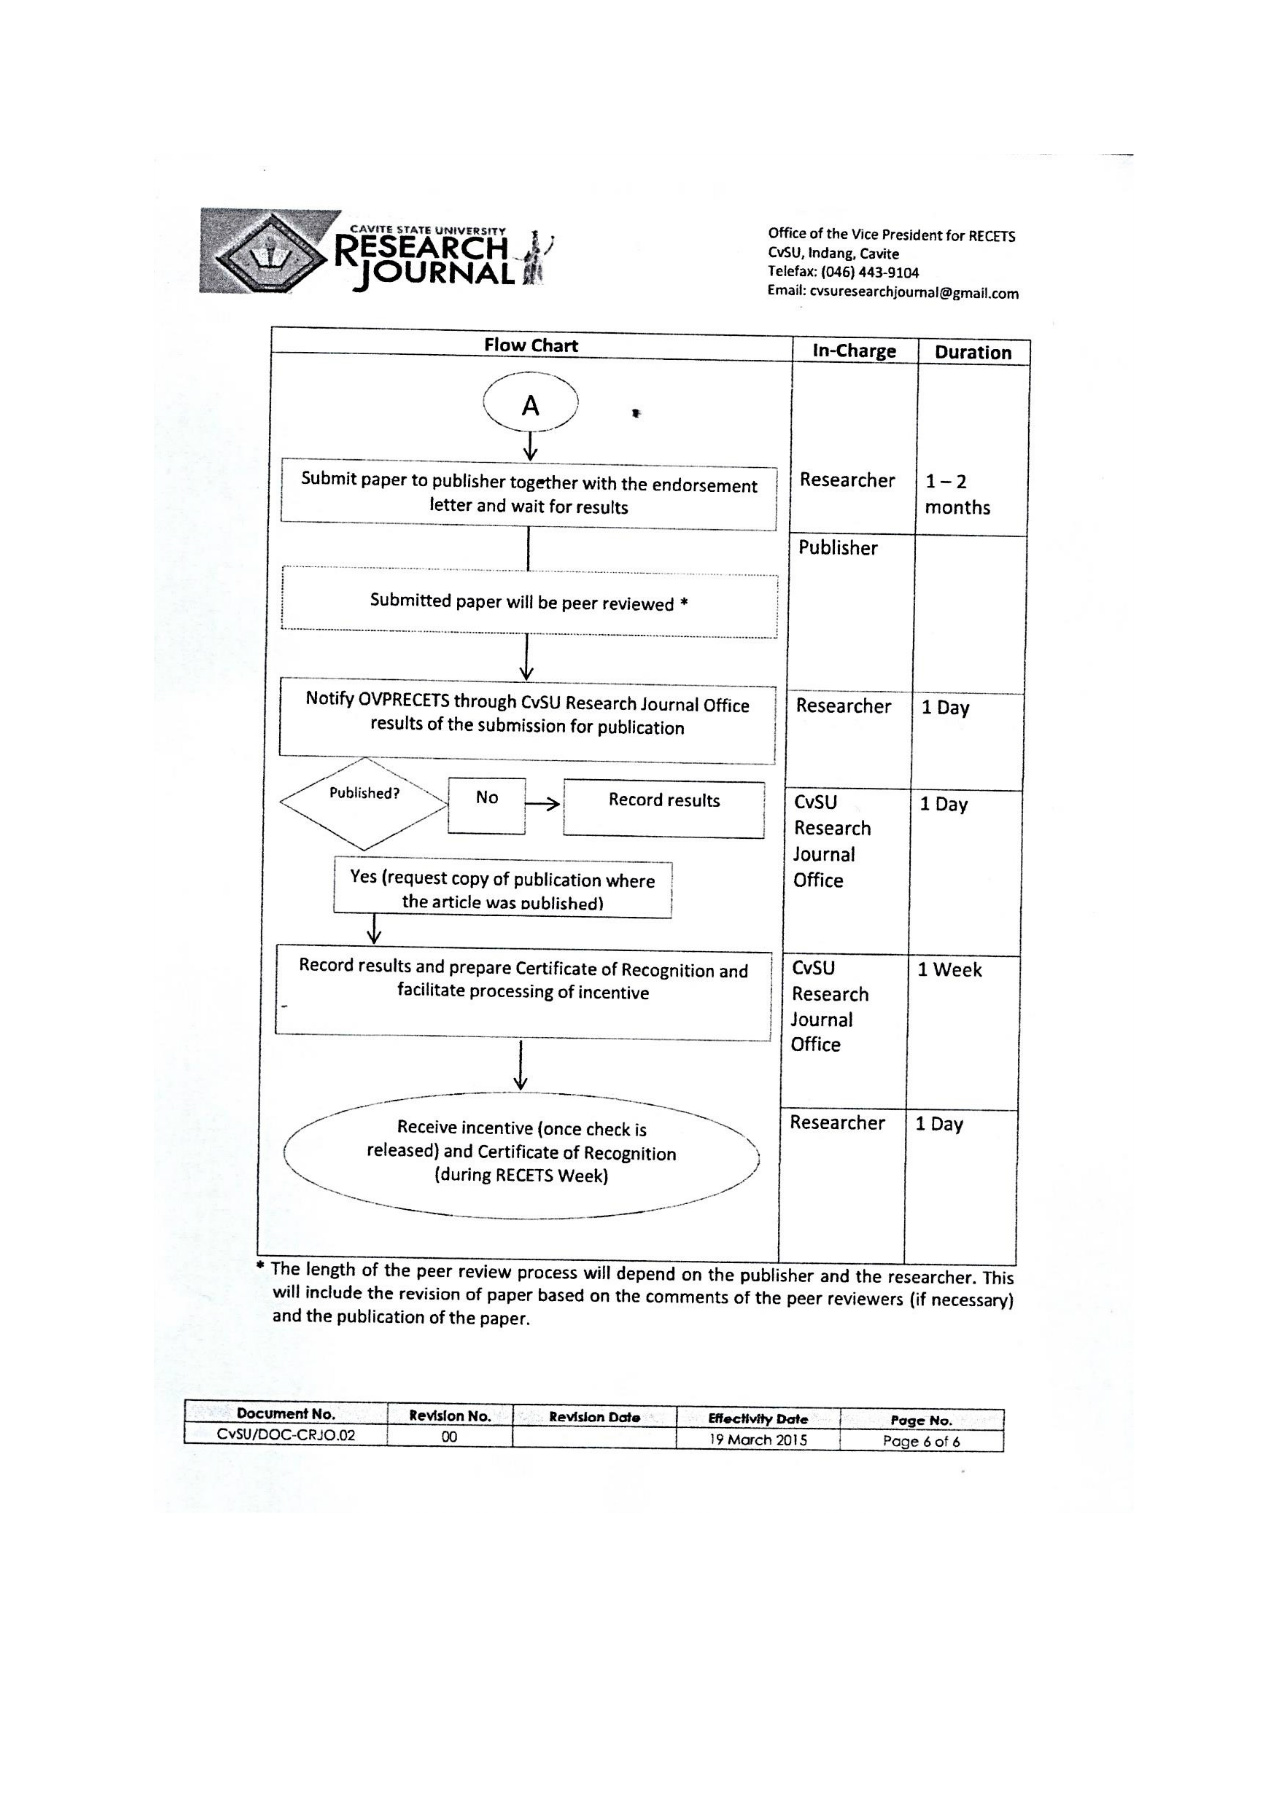 CAVITE STATE UNIVERSITY
RESEARCH
JOURNAL
Office of the Vice President for RECETS
CvSU, Indang, Cavite
Telefax: (046) 443-9104
Email: cvsuresearchjournal@gmail.com
Flow Chart
In-Charge
Duration
A
Submit paper to publisher together with the endorsement
letter and wait for results
Researcher
1 – 2
months
Publisher
Submitted paper will be peer reviewed *
Notify OVPRECETS through CvSU Research Journal Office
results of the submission for publication
Researcher
1 Day
Published?
No
Record results
CvSU
Research
Journal
Office
1 Day
Yes (request copy of publication where
the article was published)
Record results and prepare Certificate of Recognition and
facilitate processing of incentive
CvSU
Research
Journal
Office
1 Week
Receive incentive (once check is
released) and Certificate of Recognition
(during RECETS Week)
Researcher
1 Day
* The length of the peer review process will depend on the publisher and the researcher. This
will include the revision of paper based on the comments of the peer reviewers (if necessary)
and the publication of the paper.
Document No.
Revision No.
Revision Date
Effectivity Date
Page No.
CvSU/DOC-CRJO.02
00
19 March 2015
Page 6 of 6